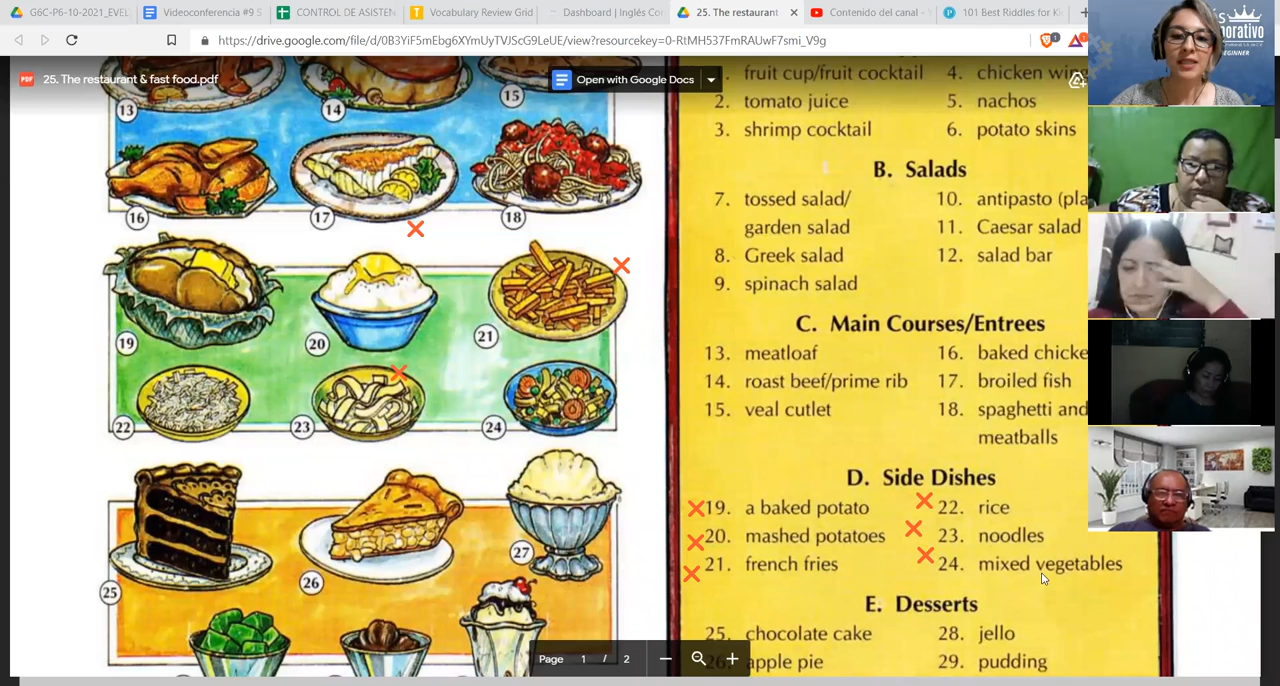 G6C-P6-10-2021_EVEL
Videoconferencia #9 S
CONTROL DE ASISTEN
Vocabulary Review Grid
Dashboard | Inglés Co
25. The restaurant
Contenido del canal - Y
101 Best Riddles for Ki
https://drive.google.com/file/d/0B3YiF5mEbg6XYmUyTVJScG9LeUE/view?resourcekey=0-RtMH537FmRAUwF7smi_V9g
1
PDF 25. The restaurant & fast food.pdf
Open with Google Docs
13
14
15
16
17
18
19
20
21
22
23
24
25
26
27
fruit cup/fruit cocktail
2. tomato juice
3. shrimp cocktail
4. chicken wing
5. nachos
6. potato skins
B. Salads
7. tossed salad/
garden salad
8. Greek salad
9. spinach salad
10. antipasto (pla
11. Caesar salad
12. salad bar
C. Main Courses/Entrees
13. meatloaf
14. roast beef/prime rib
15. veal cutlet
16. baked chicke
17. broiled fish
18. spaghetti and
meatballs
D. Side Dishes
19. a baked potato
20. mashed potatoes
21. french fries
22. rice
23. noodles
24. mixed vegetables
E. Desserts
25. chocolate cake
apple pie
28. jello
29. pudding
Page 1 / 2
BEGINNER